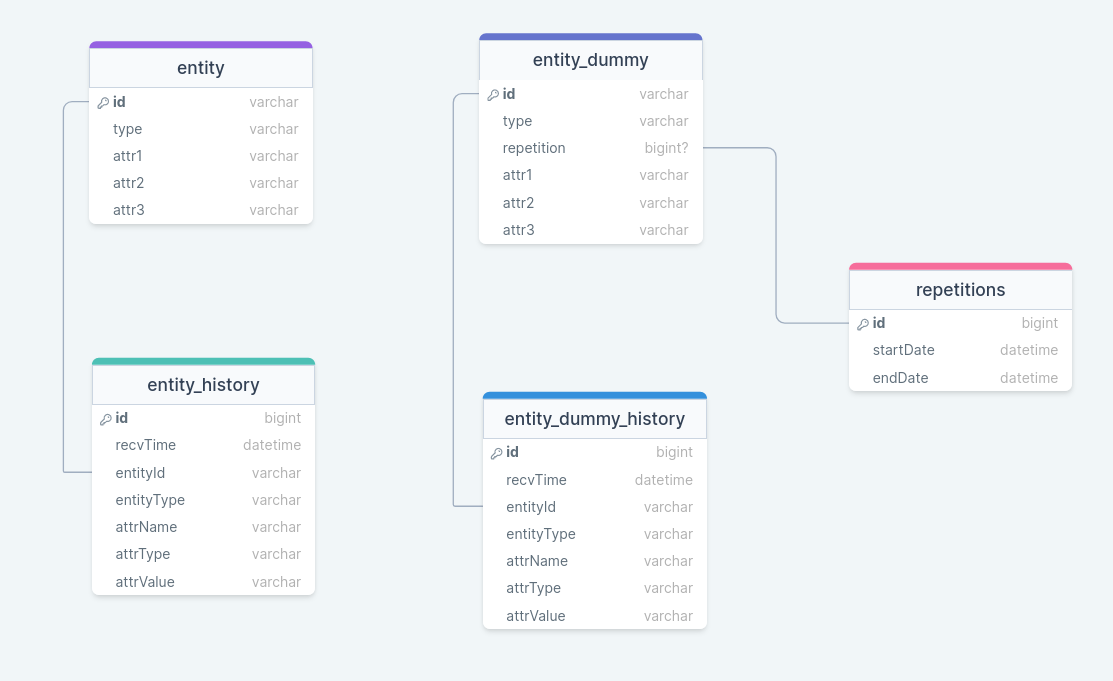 entity
id varchar
type varchar
attr1 varchar
attr2 varchar
attr3 varchar
entity_dummy
id varchar
type varchar
repetition bigint?
attr1 varchar
attr2 varchar
attr3 varchar
repetitions
id bigint
startDate datetime
endDate datetime
entity_history
id bigint
recvTime datetime
entityId varchar
entityType varchar
attrName varchar
attrType varchar
attrValue varchar
entity_dummy_history
id bigint
recvTime datetime
entityId varchar
entityType varchar
attrName varchar
attrType varchar
attrValue varchar